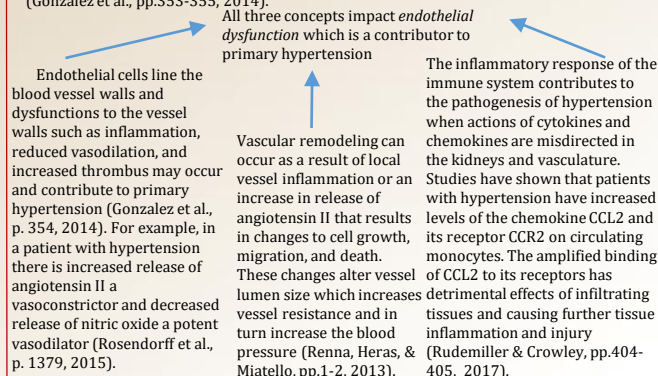 (Gonzalez et al., pp.353-355, 2014).
All three concepts impact endothelial
dysfunction which is a contributor to
primary hypertension
Endothelial cells line the
blood vessel walls and
dysfunctions to the vessel
walls such as inflammation,
reduced vasodilation, and
increased thrombus may occur
and contribute to primary
hypertension (Gonzalez et al.,
p. 354, 2014). For example, in
a patient with hypertension
there is increased release of
angiotensin II a
vasoconstrictor and decreased
release of nitric oxide a potent
vasodilator (Rosendorff et al.,
p. 1379, 2015).
Vascular remodeling can
occur as a result of local
vessel inflammation or an
increase in release of
angiotensin II that results
in changes to cell growth,
migration, and death.
These changes alter vessel
lumen size which increases
vessel resistance and in
turn increase the blood
pressure (Renna, Heras, &
Miatello, pp.1-2, 2013).
The inflammatory response of the
immune system contributes to
the pathogenesis of hypertension
when actions of cytokines and
chemokines are misdirected in
the kidneys and vasculature.
Studies have shown that patients
with hypertension have increased
levels of the chemokine CCL2 and
its receptor CCR2 on circulating
monocytes. The amplified binding
of CCL2 to its receptors has
detrimental effects of infiltrating
tissues and causing further tissue
inflammation and injury
(Rudemiller & Crowley, pp.404-
405, 2017).